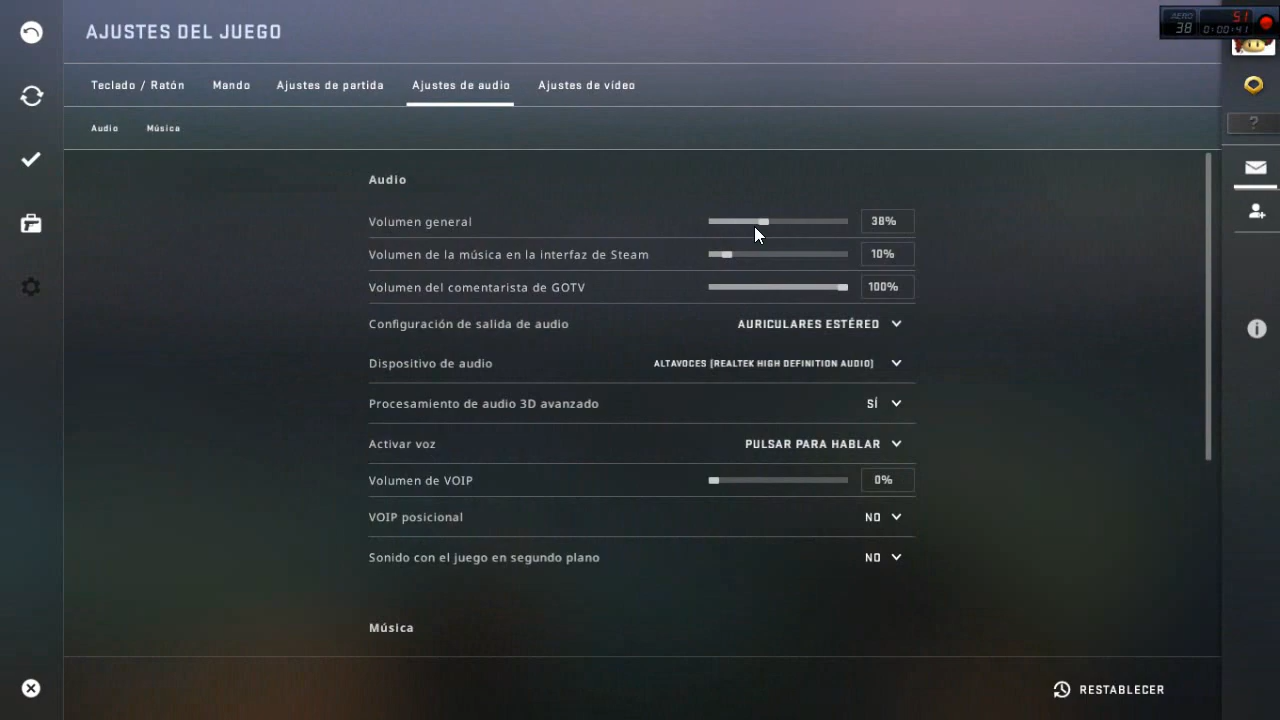 AJUSTES DEL JUEGO
AERO 51
38 0:00:41
Teclado / Ratón Mando Ajustes de partida Ajustes de audio Ajustes de vídeo
Audio Música
?
Audio
Volumen general 38%
Volumen de la música en la interfaz de Steam 10%
Volumen del comentarista de GOTV 100%
Configuración de salida de audio AURICULARES ESTÉREO
Dispositivo de audio ALTAVOCES (REALTEK HIGH DEFINITION AUDIO)
Procesamiento de audio 3D avanzado SÍ
Activar voz PULSAR PARA HABLAR
Volumen de VOIP 0%
VOIP posicional NO
Sonido con el juego en segundo plano NO
Música
RESTABLECER